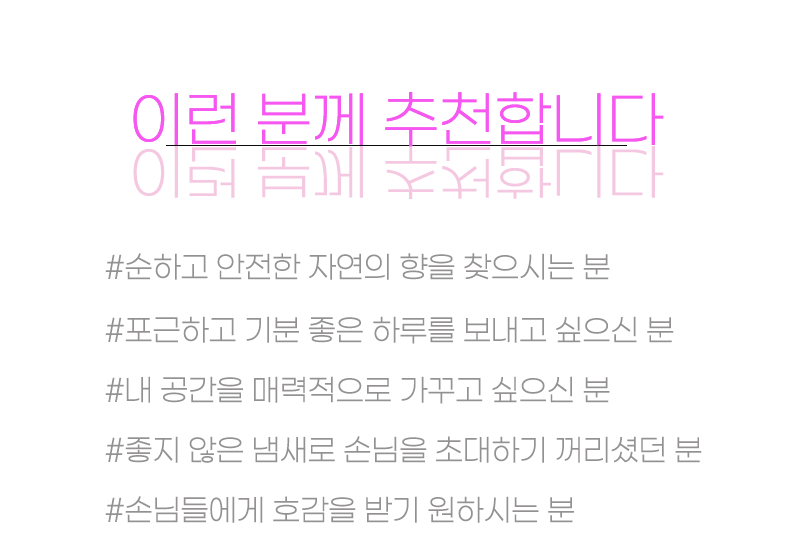 이런 분께 추천합니다
#순하고 안전한 자연의 향을 찾으시는 분
#포근하고 기분 좋은 하루를 보내고 싶으신 분
#내 공간을 매력적으로 가꾸고 싶으신 분
#좋지 않은 냄새로 손님을 초대하기 꺼리셨던 분
#손님들에게 호감을 받기 원하시는 분